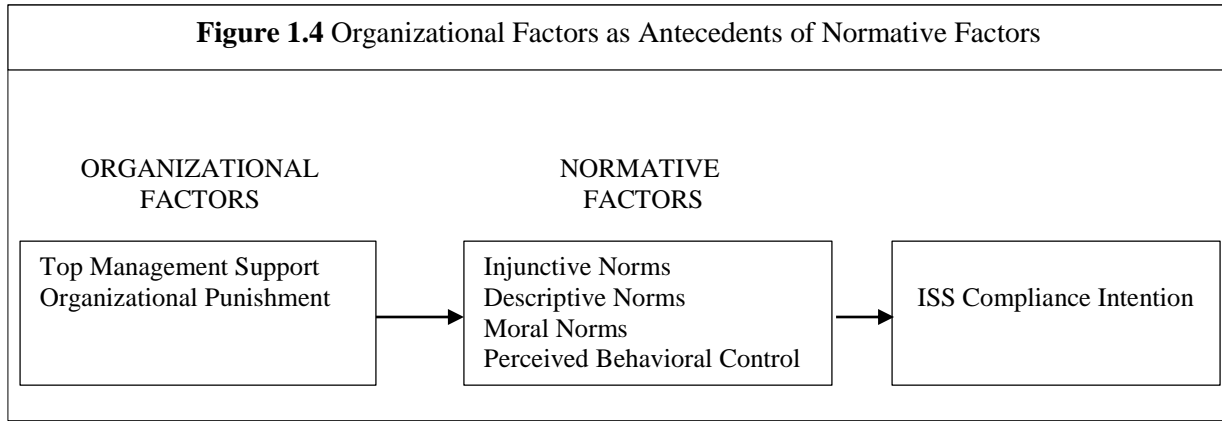 Figure 1.4 Organizational Factors as Antecedents of Normative Factors
ORGANIZATIONAL
FACTORS
NORMATIVE
FACTORS
Top Management Support
Organizational Punishment
Injunctive Norms
Descriptive Norms
Moral Norms
Perceived Behavioral Control
ISS Compliance Intention